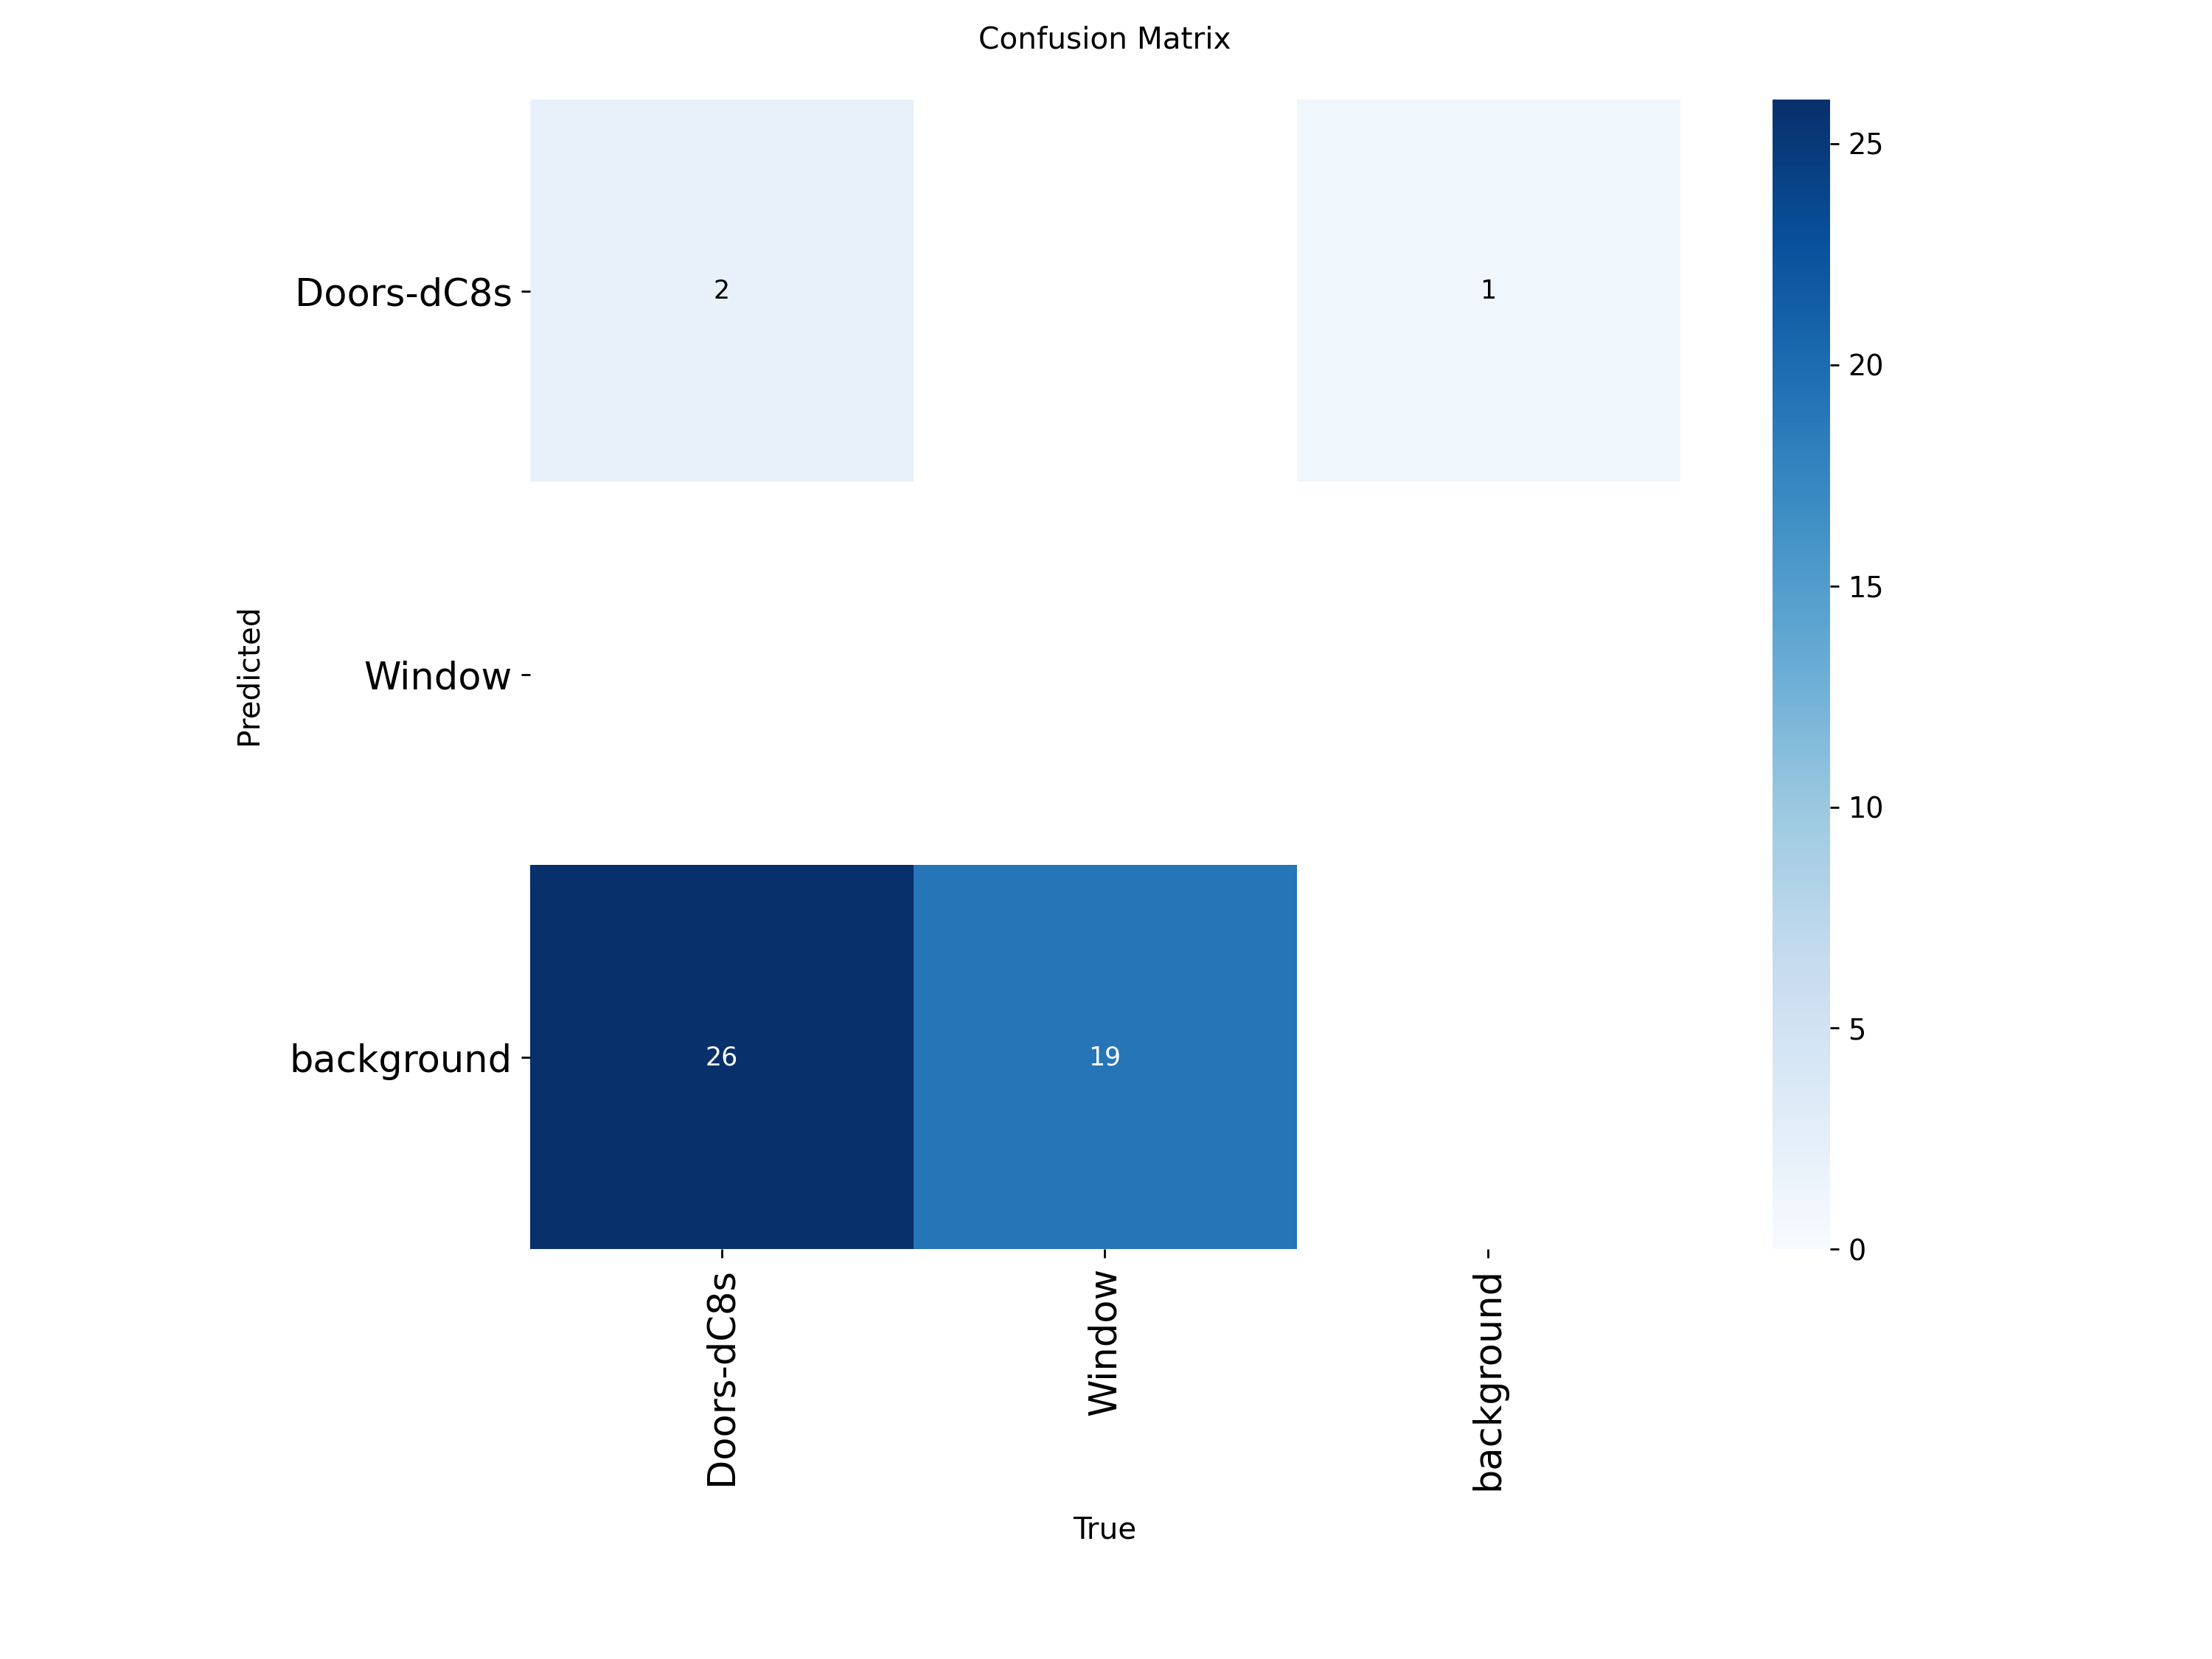 Confusion Matrix
Doors-dC8s
2
1
25
20
15
10
5
0
Predicted
Window
background
26
19
Doors-dC8s
Window
background
True